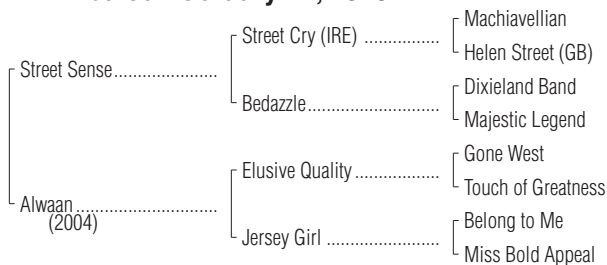 Machiavellian
Street Cry (IRE) ................
Helen Street (GB)
Street Sense......................
Dixieland Band
Bedazzle............................
Majestic Legend
Gone West
Elusive Quality ..................
Touch of Greatness
Alwaan ..............................
(2004)
Belong to Me
Jersey Girl ........................
Miss Bold Appeal